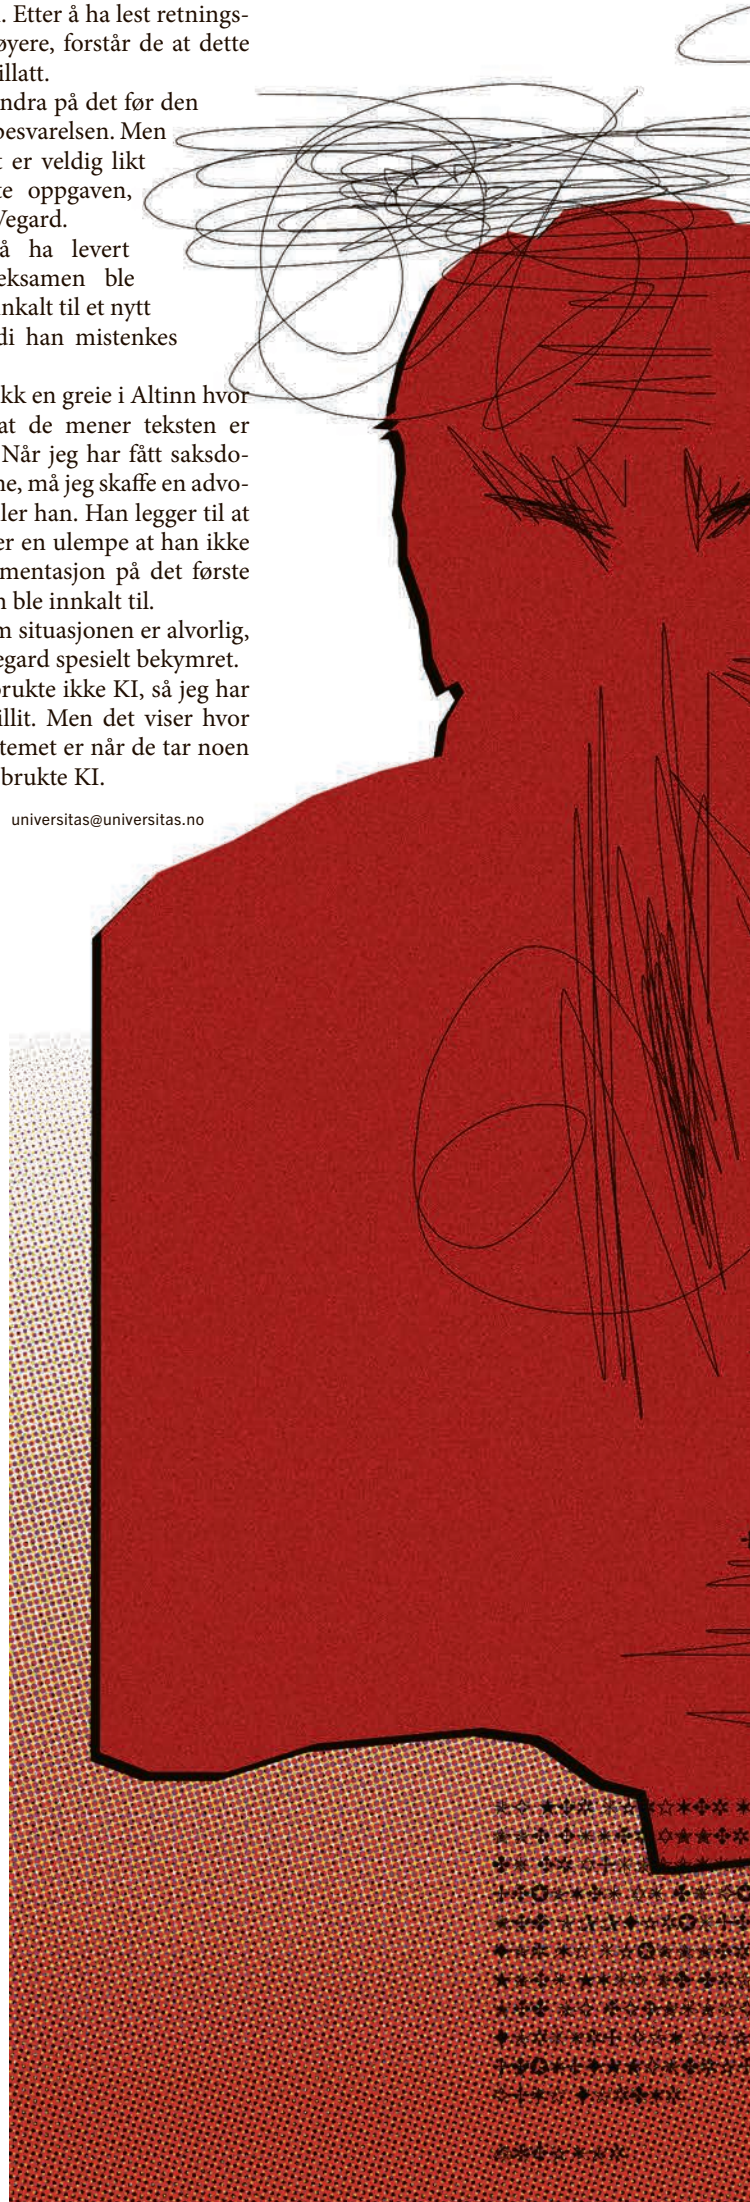 . Etter å ha lest retnings-
øyere, forstår de at dette
illatt.
ndra på det før den
besvarelsen. Men
t er veldig likt
te oppgaven,
Vegard.
å ha levert
eksamen ble
nnkalt til et nytt
di han mistenkes
kk en greie i Altinn hvor
at de mener teksten er
Når jeg har fått saksdo-
ne, må jeg skaffe en advo-
ler han. Han legger til at
er en ulempe at han ikke
mentasjon på det første
n ble innkalt til.
m situasjonen er alvorlig,
egard spesielt bekymret.
brukte ikke KI, så jeg har
illit. Men det viser hvor
temet er når de tar noen
brukte KI.
universitas@universitas.no